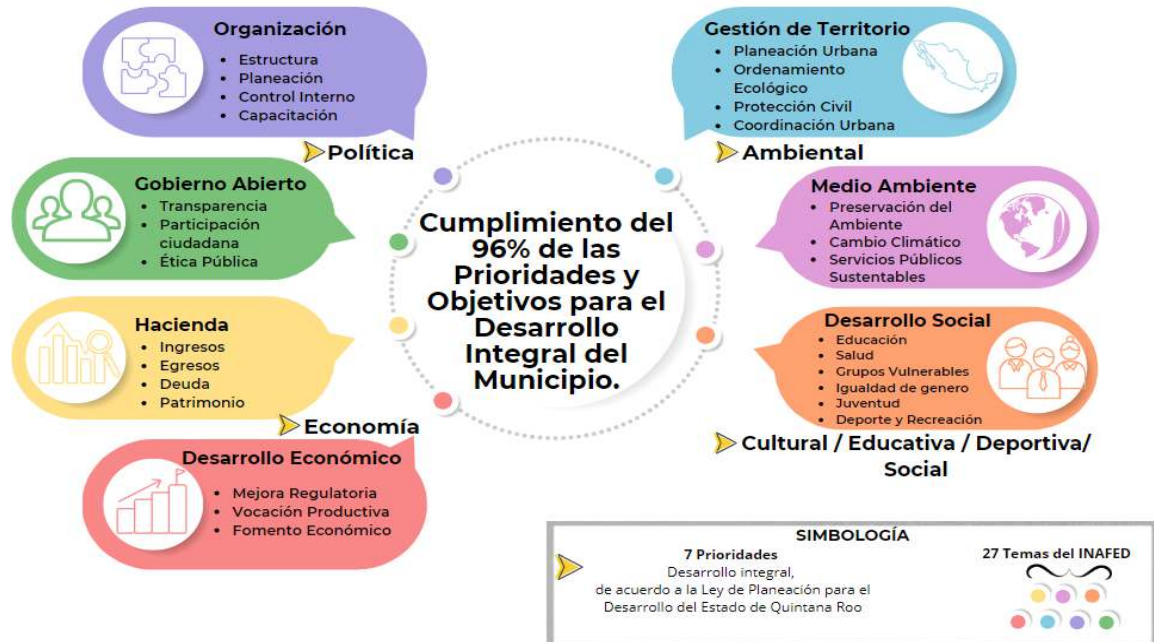 Organización
• Estructura
• Planeación
• Control Interno
• Capacitación
Política
Gobierno Abierto
• Transparencia
• Participación
ciudadana
• Ética Pública
Hacienda
• Ingresos
• Egresos
• Deuda
• Patrimonio
Economía
Desarrollo Económico
• Mejora Regulatoria
• Vocación Productiva
• Fomento Económico
Cumplimiento del
96% de las
Prioridades y
Objetivos para el
Desarrollo
Integral del
Municipio.
Gestión de Territorio
• Planeación Urbana
• Ordenamiento
Ecológico
• Protección Civil
• Coordinación Urbana
Ambiental
Medio Ambiente
• Preservación del
Ambiente
• Cambio Climático
• Servicios Públicos
Sustentables
Desarrollo Social
• Educación
• Salud
• Grupos Vulnerables
• Igualdad de genero
• Juventud
• Deporte y Recreación
Cultural / Educativa / Deportiva/
Social
SIMBOLOGÍA
7 Prioridades
Desarrollo integral,
de acuerdo a la Ley de Planeación para el
Desarrollo del Estado de Quintana Roo
27 Temas del INAFED